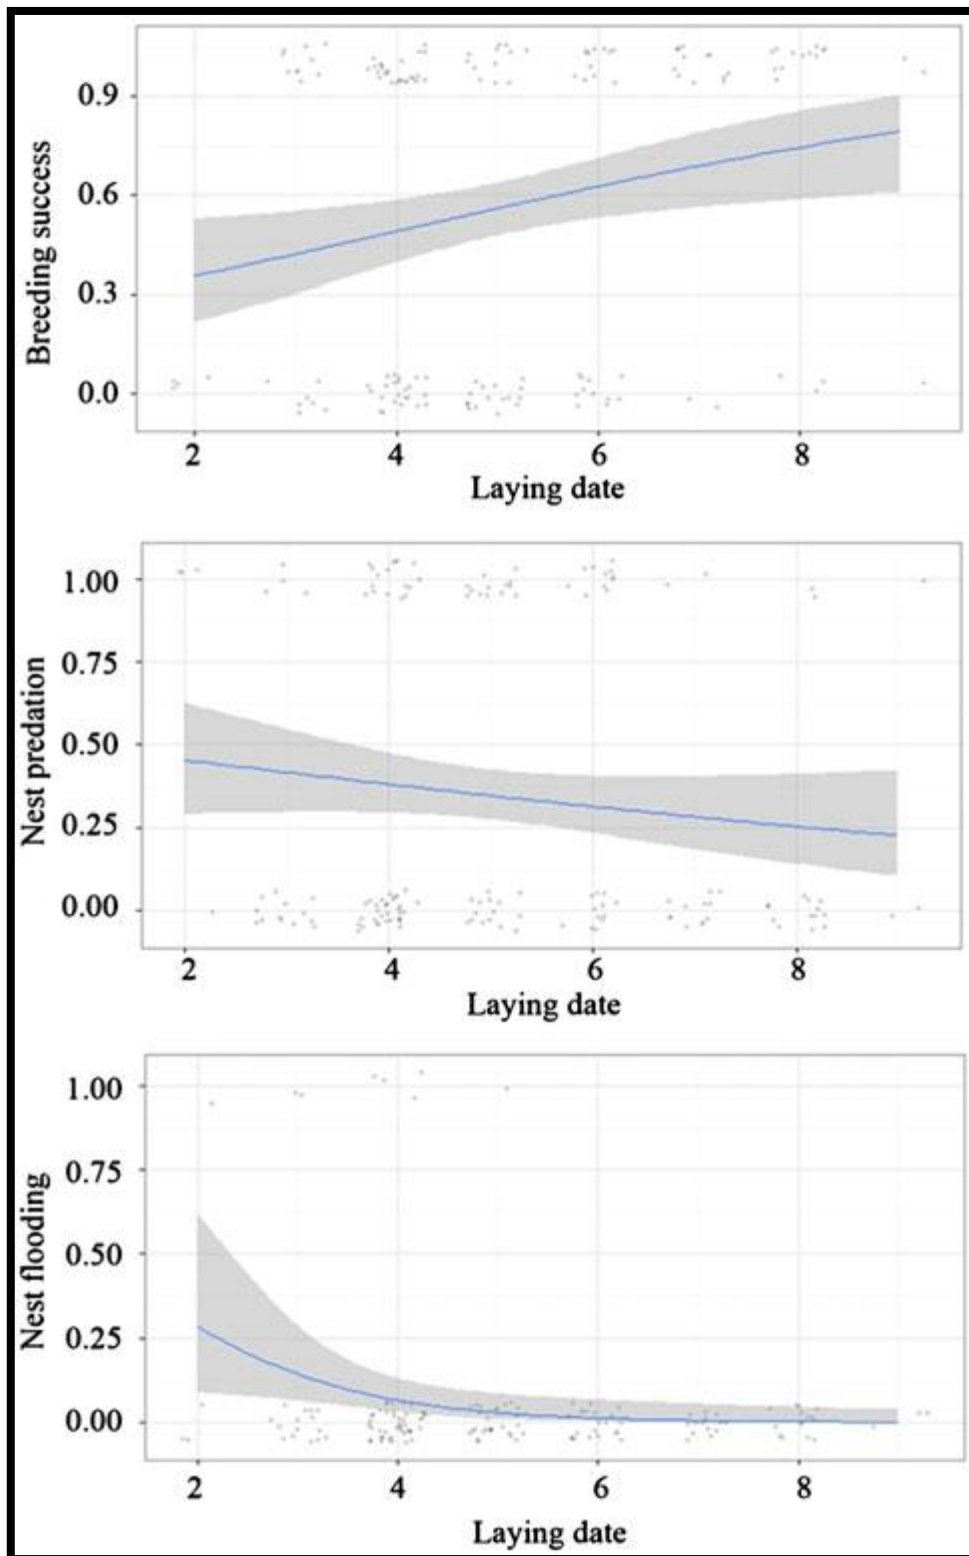 Breeding success
0.9
0.6
0.3
0.0
2 4 6 8
Laying date
Nest predation
1.00
0.75
0.50
0.25
0.00
2 4 6 8
Laying date
Nest flooding
1.00
0.75
0.50
0.25
0.00
2 4 6 8
Laying date